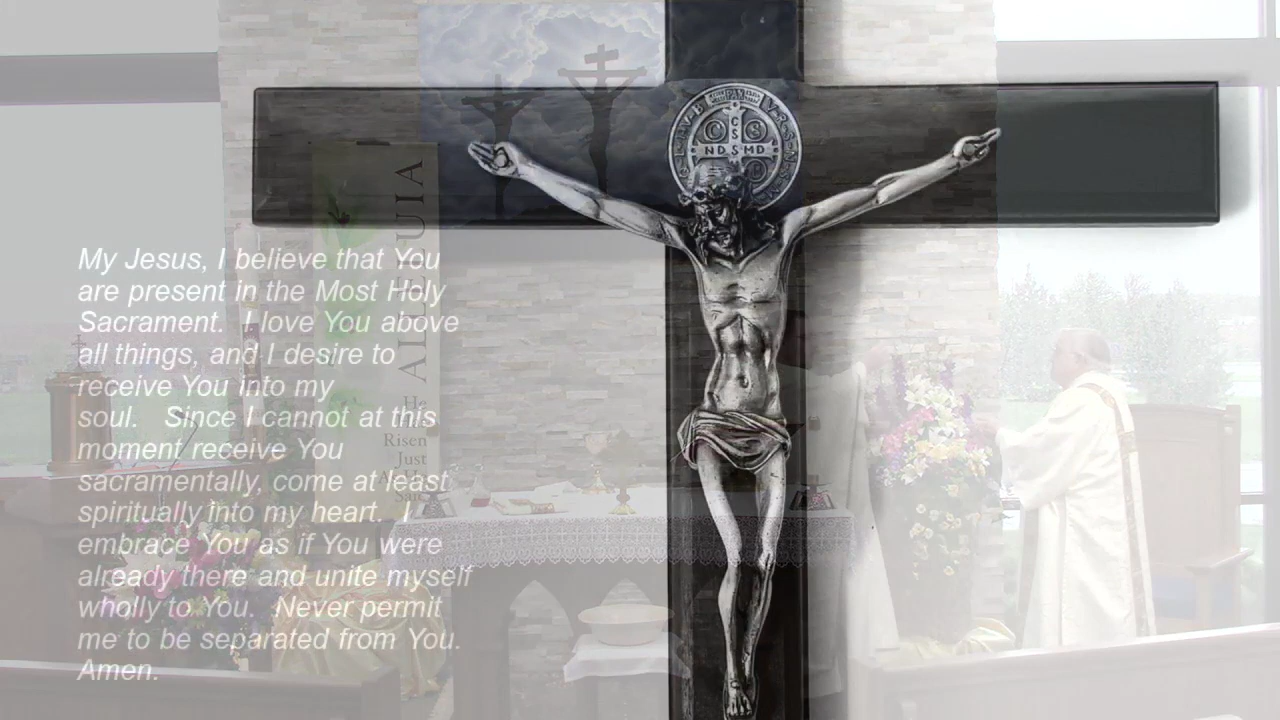 My Jesus, I believe that You
are present in the Most Holy
Sacrament.  I love You above
all things, and I desire to
receive You into my
soul.   Since I cannot at this
moment receive You
sacramentally, come at least
spiritually into my heart.  I
embrace You as if You were
already there and unite myself
wholly to You.  Never permit
me to be separated from You.
Amen.
ALLELUIA
He
Risen
Just
As He
Said
C S
S
N D S M D